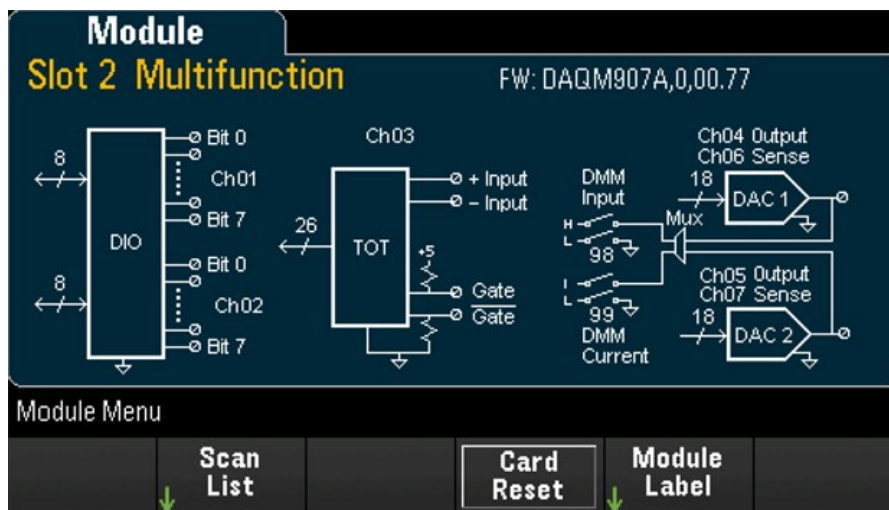 Module
Slot 2 Multifunction
FW: DAQM907A,0,00.77
8
Bit 0
Ch01
Bit 7
DIO
8
Bit 0
Ch02
Bit 7
Ch03
26
TOT
+ Input
- Input
+5
Gate
Gate
Ch04 Output
Ch06 Sense
DMM
Input
18
DAC 1
Mux
H
L
98
I
L
99
DMM
Current
Ch05 Output
Ch07 Sense
18
DAC 2
Module Menu
Scan
List
Card
Reset
Module
Label